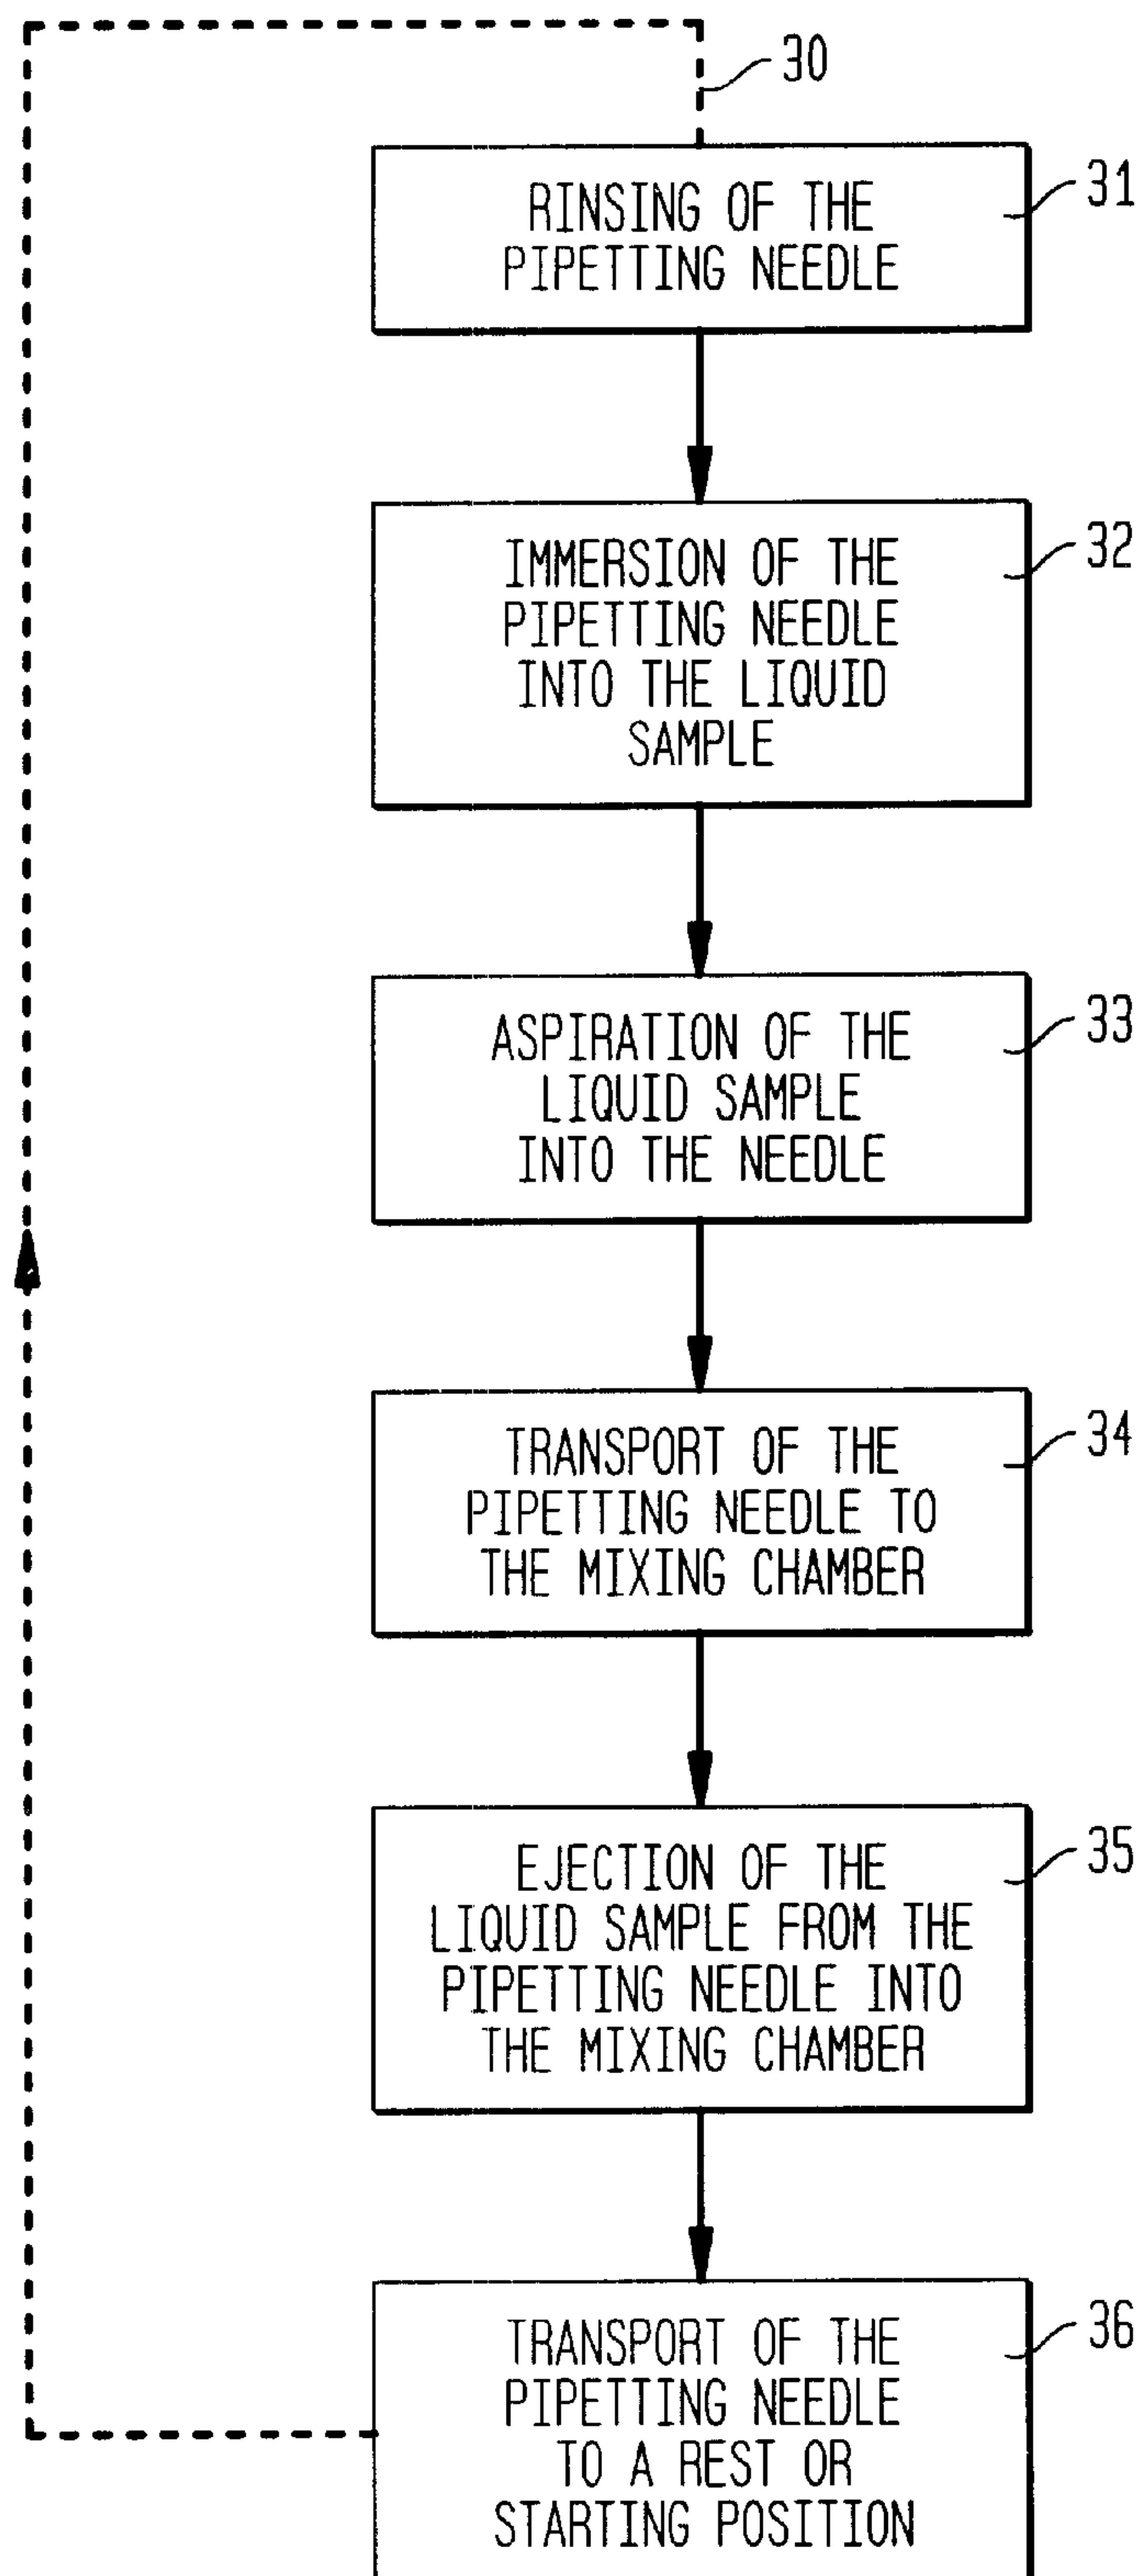 30
RINSING OF THE
PIPETTING NEEDLE
31
IMMERSION OF THE
PIPETTING NEEDLE
INTO THE LIQUID
SAMPLE
32
ASPIRATION OF THE
LIQUID SAMPLE
INTO THE NEEDLE
33
TRANSPORT OF THE
PIPETTING NEEDLE TO
THE MIXING CHAMBER
34
EJECTION OF THE
LIQUID SAMPLE FROM THE
PIPETTING NEEDLE INTO
THE MIXING CHAMBER
35
TRANSPORT OF THE
PIPETTING NEEDLE
TO A REST OR
STARTING POSITION
36